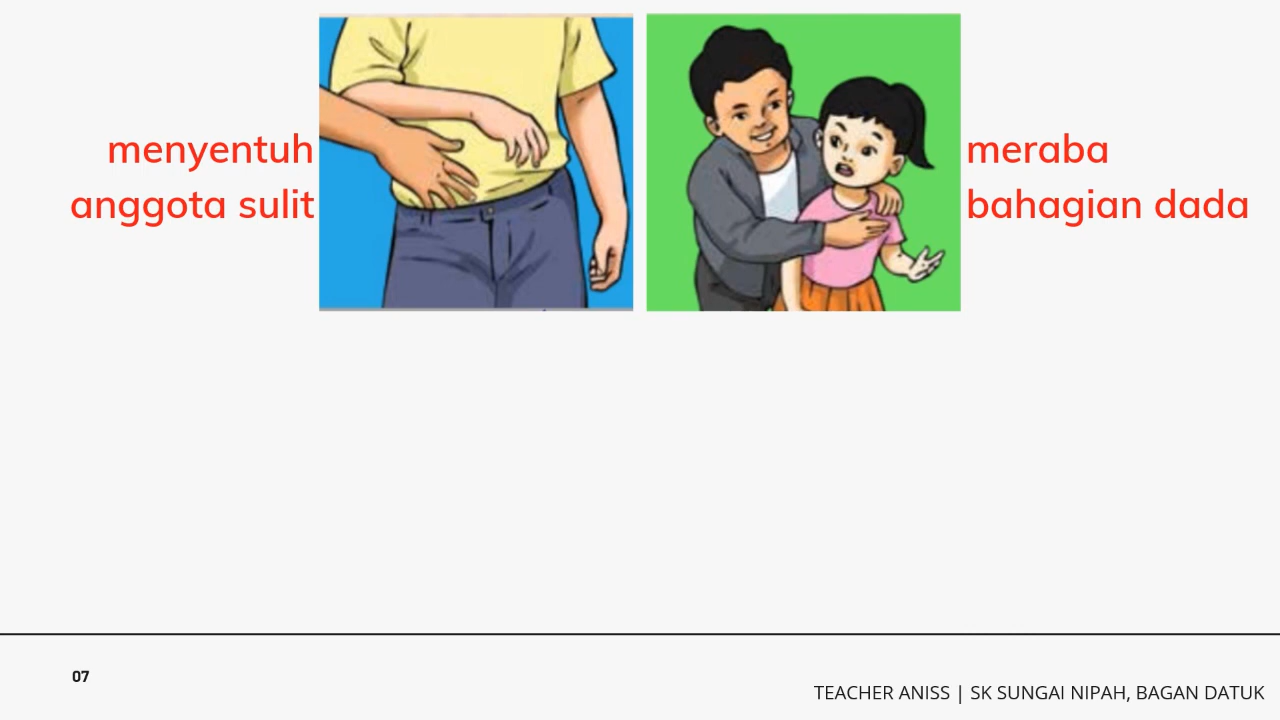 menyentuh
anggota sulit
meraba
bahagian dada
07
TEACHER ANISS | SK SUNGAI NIPAH, BAGAN DATUK